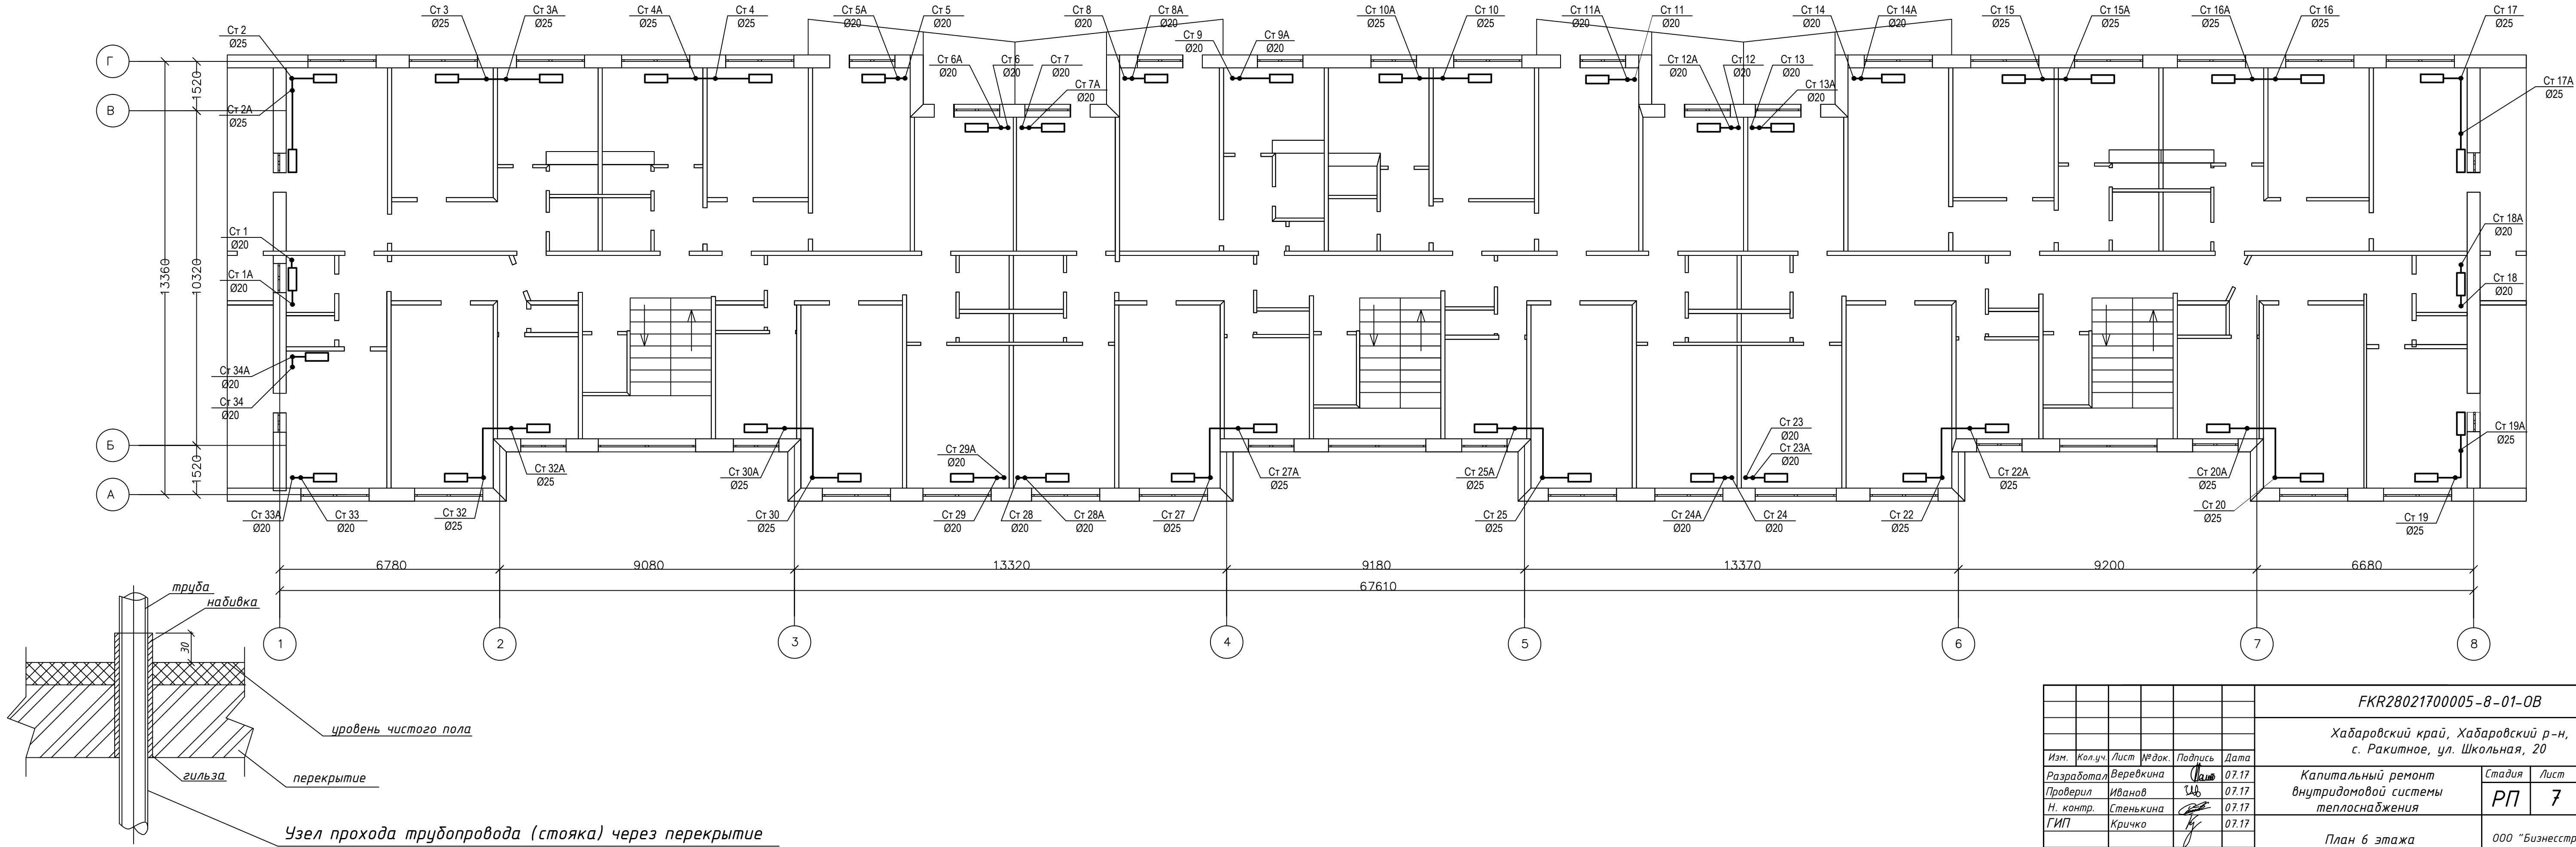 Ст 2
Ø25
Ст 3
Ø25
Ст 3А
Ø25
Ст 4А
Ø25
Ст 4
Ø25
Ст 5А
Ø20
Ст 5
Ø20
Ст 6А
Ø20
Ст 6
Ø20
Ст 7
Ø20
Ст 7А
Ø20
Ст 8
Ø20
Ст 8А
Ø20
Ст 9
Ø20
Ст 9А
Ø20
Ст 10А
Ø25
Ст 10
Ø25
Ст 11А
Ø20
Ст 11
Ø20
Ст 12А
Ø20
Ст 12
Ø20
Ст 13
Ø20
Ст 13А
Ø20
Ст 14
Ø20
Ст 14А
Ø20
Ст 15
Ø25
Ст 15А
Ø25
Ст 16А
Ø25
Ст 16
Ø25
Ст 17
Ø25
Ст 17А
Ø25
Г
В
Б
А
1520
10320
1520
13360
Ст 2А
Ø25
Ст 1
Ø20
Ст 1А
Ø20
Ст 34А
Ø20
Ст 34
Ø20
Ст 18А
Ø20
Ст 18
Ø20
Ст 19А
Ø25
Ст 33А
Ø20
Ст 33
Ø20
Ст 32
Ø25
Ст 32А
Ø25
Ст 30А
Ø25
Ст 30
Ø25
Ст 29А
Ø20
Ст 29
Ø20
Ст 28
Ø20
Ст 28А
Ø20
Ст 27
Ø25
Ст 27А
Ø25
Ст 25А
Ø25
Ст 25
Ø25
Ст 24А
Ø20
Ст 24
Ø20
Ст 23
Ø20
Ст 23А
Ø20
Ст 22
Ø25
Ст 22А
Ø25
Ст 20А
Ø25
Ст 20
Ø25
Ст 19
Ø25
6780
9080
13320
9180
13370
9200
6680
67610
1
2
3
4
5
6
7
8
труба
набивка
30
уровень чистого пола
гильза
перекрытие
Узел прохода трубопровода (стояка) через перекрытие
FKR28021700005-8-01-ОВ
Хабаровский край, Хабаровский р-н,
с. Ракитное, ул. Школьная, 20
Изм. Кол.уч. Лист №док. Подпись Дата
Разработал Веревкина 07.17
Проверил Иванов 07.17
Н. контр. Стенькина 07.17
ГИП Кричко 07.17
Капитальный ремонт
внутридомовой системы
теплоснабжения
Стадия Лист
РП 7
План 6 этажа
ООО "Бизнесстр